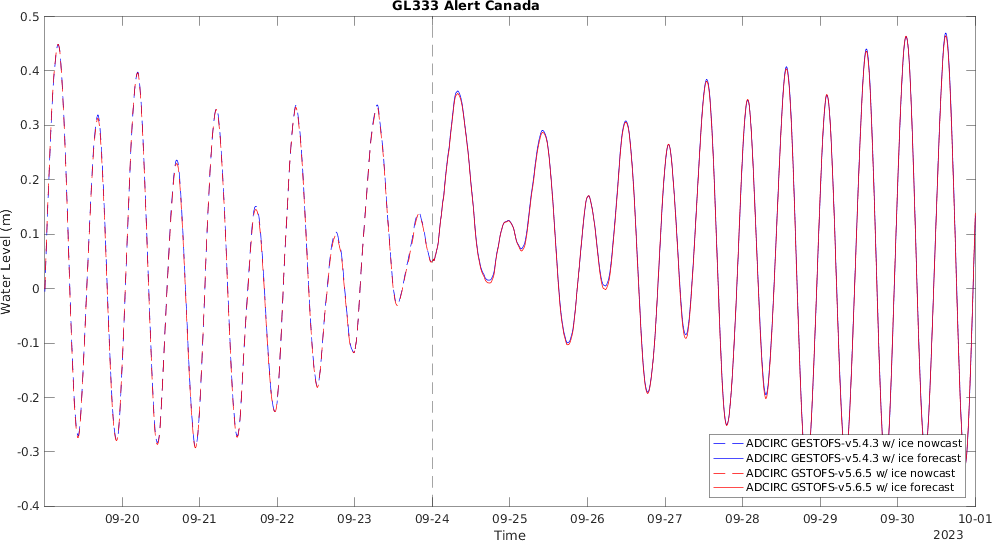 GL333 Alert Canada
0.5
0.4
0.3
0.2
0.1
0
-0.1
-0.2
-0.3
-0.4
Water Level (m)
ADCIRC GESTOFS-v5.4.3 w/ ice nowcast
ADCIRC GESTOFS-v5.4.3 w/ ice forecast
ADCIRC GSTOFS-v5.6.5 w/ ice nowcast
ADCIRC GSTOFS-v5.6.5 w/ ice forecast
09-20 09-21 09-22 09-23 09-24 09-25 09-26 09-27 09-28 09-29 09-30 10-01
Time
2023